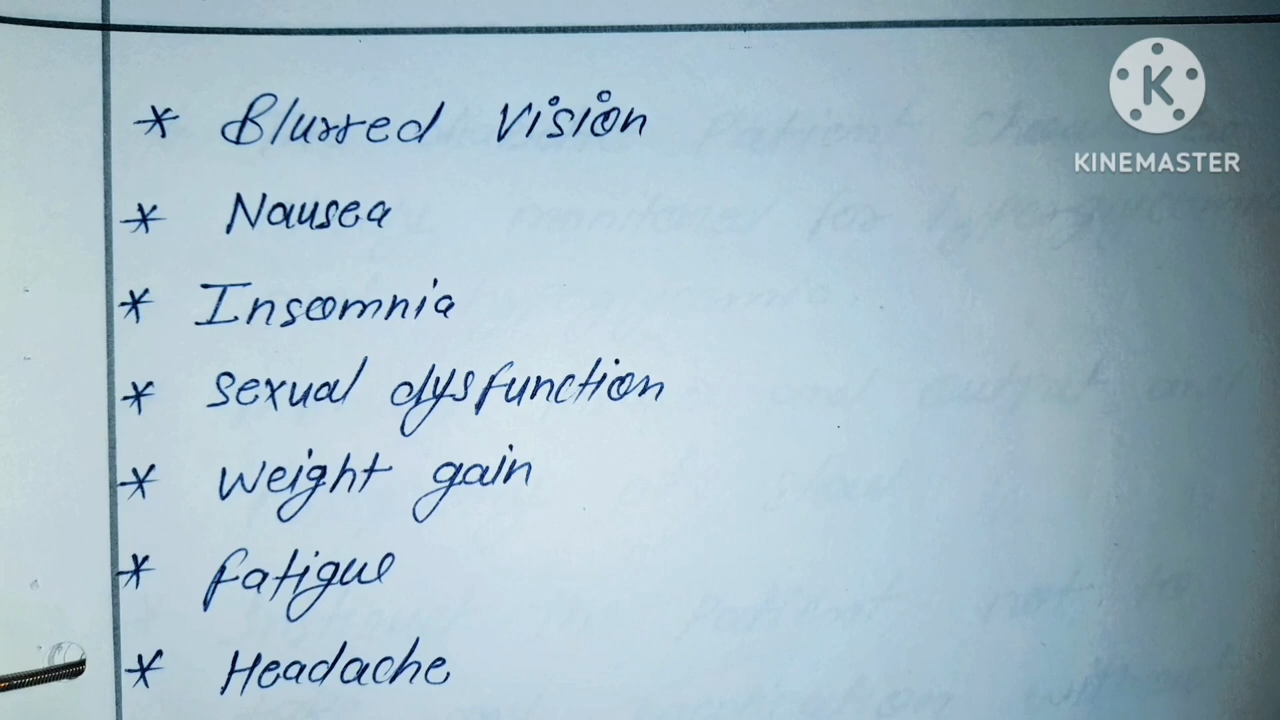 * Blurred Vision
KINEMASTER
* Nausea
* Insomnia
* sexual dysfunction
* weight gain
* fatigue
* Headache